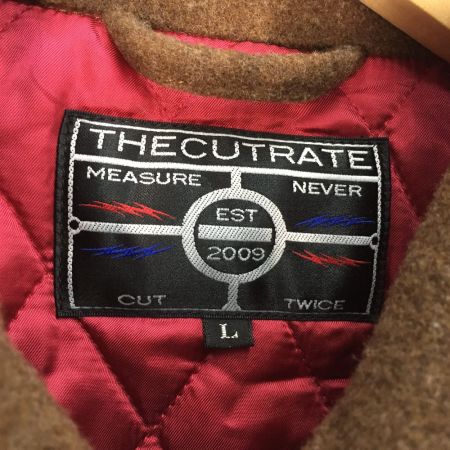 THECUTRATE
MEASURE NEVER
EST
2009
CUT TWICE
L